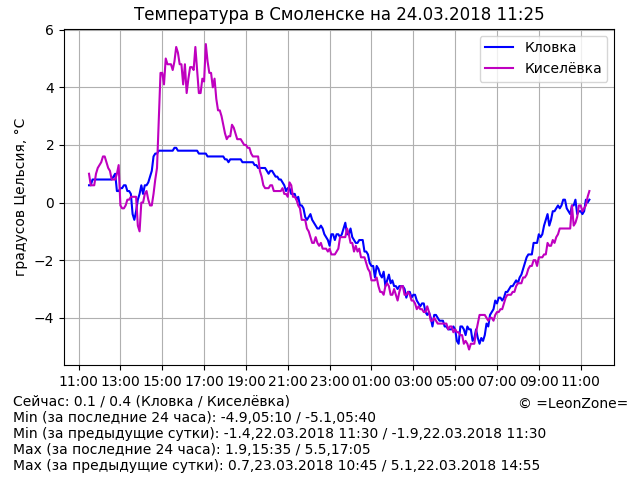 Температура в Смоленске на 24.03.2018 11:25
градусов Цельсия, °C
6
4
2
0
−2
−4
Кловка
Киселёвка
11:00 13:00 15:00 17:00 19:00 21:00 23:00 01:00 03:00 05:00 07:00 09:00 11:00
Сейчас: 0.1 / 0.4 (Кловка / Киселёвка)
© =LeonZone=
Min (за последние 24 часа): -4.9,05:10 / -5.1,05:40
Min (за предыдущие сутки): -1.4,22.03.2018 11:30 / -1.9,22.03.2018 11:30
Max (за последние 24 часа): 1.9,15:35 / 5.5,17:05
Max (за предыдущие сутки): 0.7,23.03.2018 10:45 / 5.1,22.03.2018 14:55